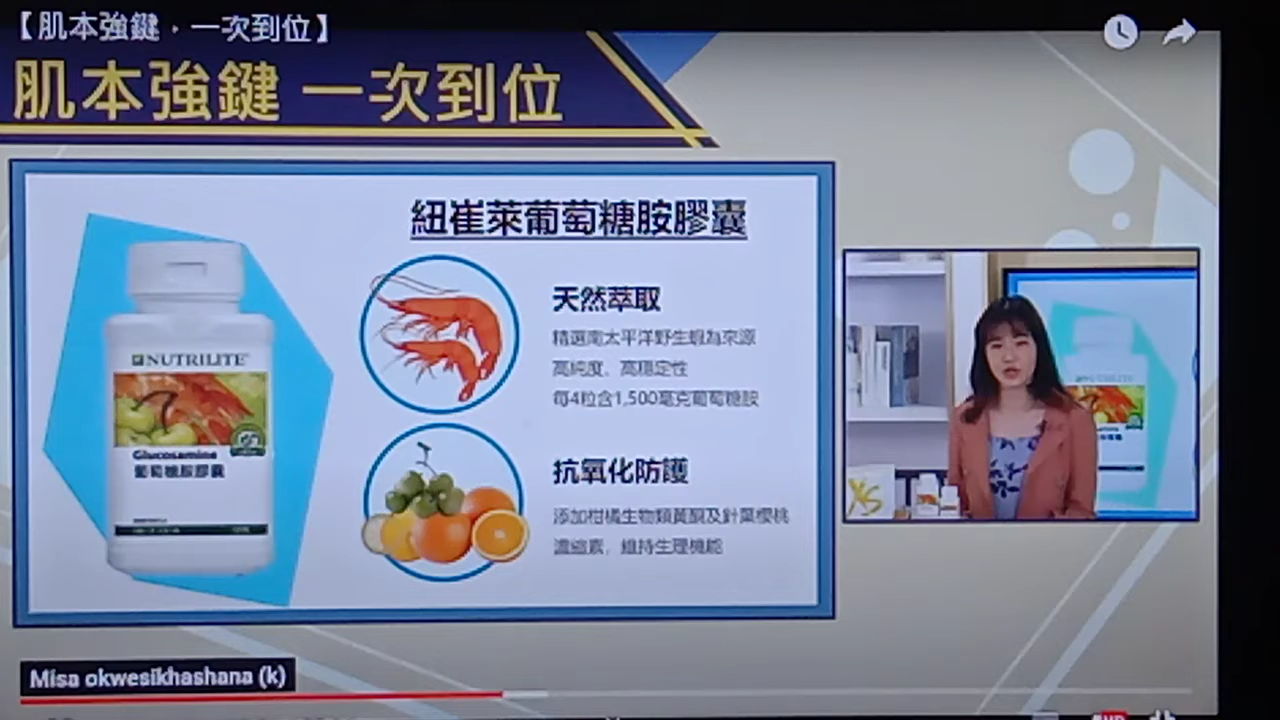 【肌本強鍵・一次到位】
肌本強鍵 一次到位
紐崔萊葡萄糖胺膠囊
天然萃取
精選南太平洋野生蝦為來源
高純度、高穩定性
每4粒含1,500毫克葡萄糖胺
NUTRILITE
Glucosamine
葡萄糖胺膠囊
抗氧化防護
添加柑橘生物類黃酮及針葉櫻桃
濃縮素，維持生理機能
XS
Misa okwesikhashana (k)